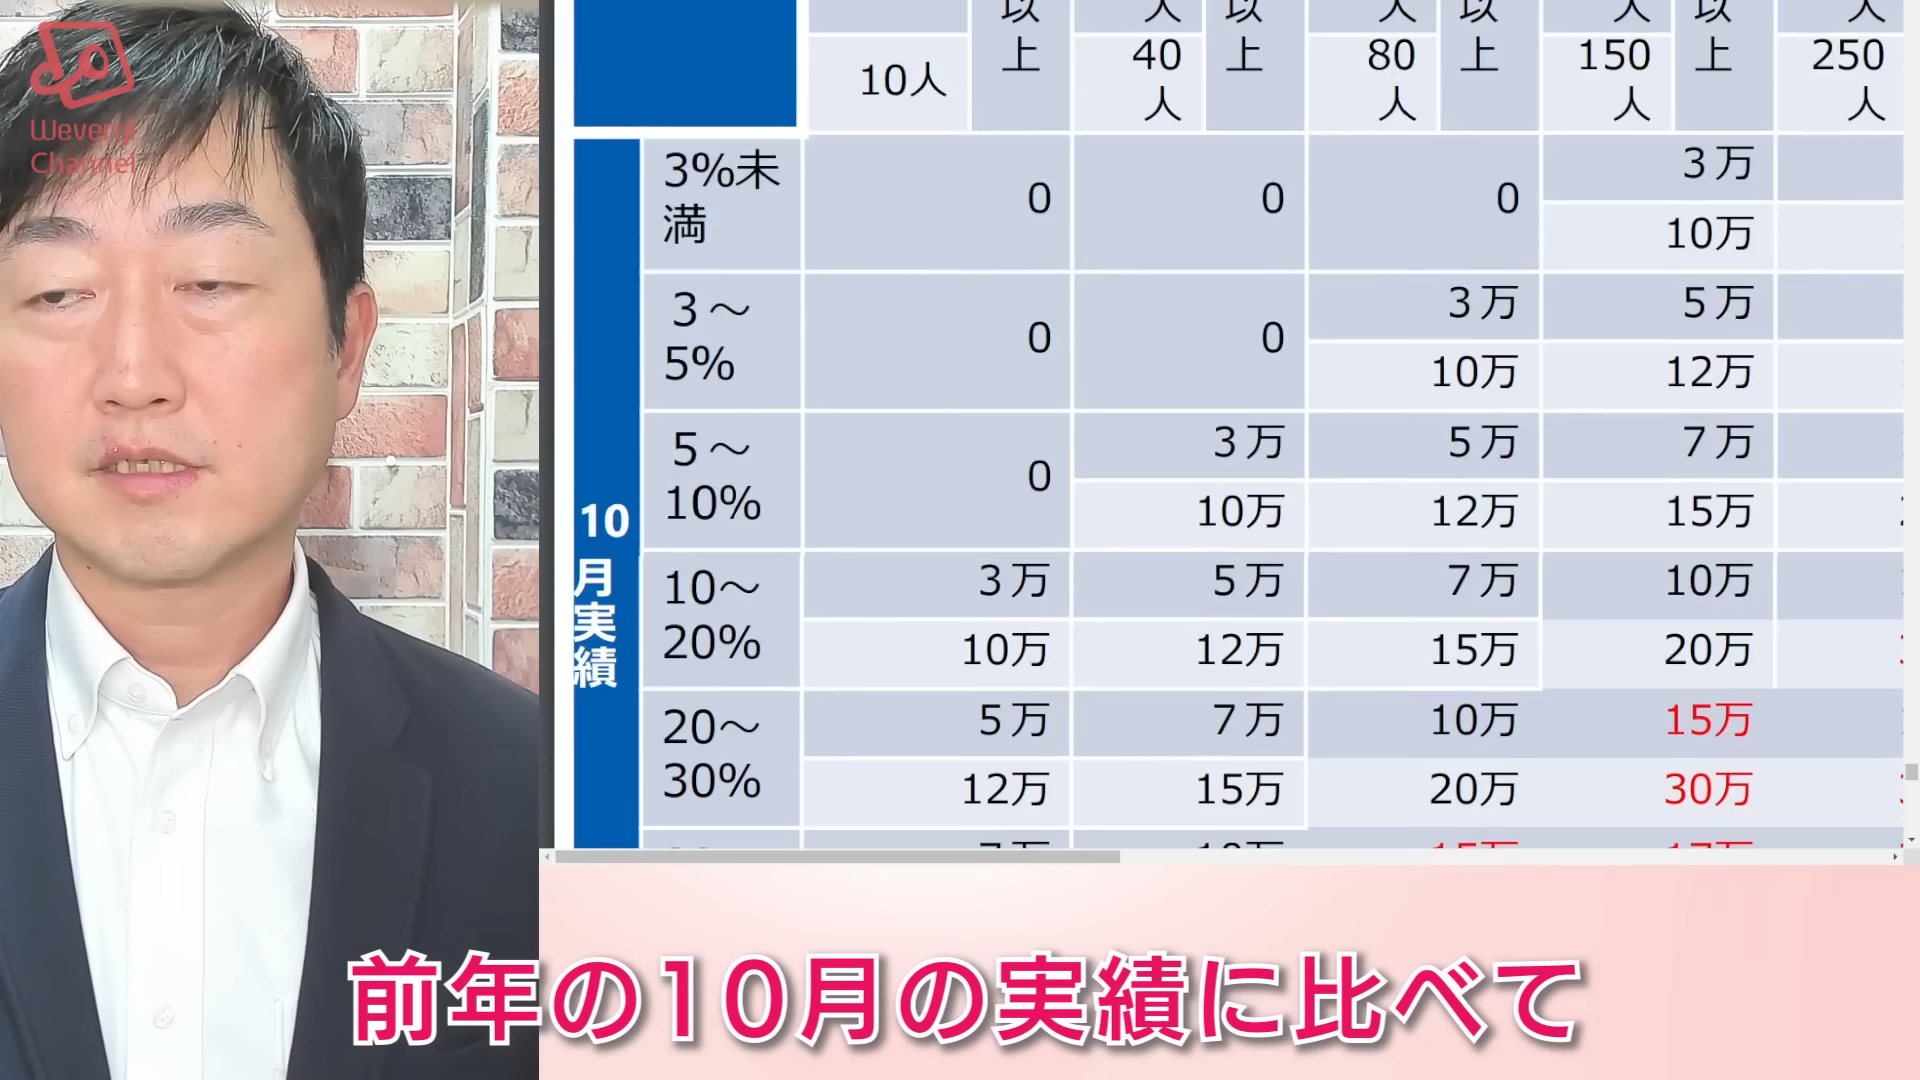 Wevery!
Channel
以 人 以 人 以 人 以 人
10人 上 40 上 80 上 150 上 250
人 人 人 人
3%未 0 0 0 3万
満 10万
3～ 0 0 3万 5万
5% 10万 12万
5～ 0 3万 5万 7万
10% 10万 12万 15万
10～ 3万 5万 7万 10万
20% 10万 12万 15万 20万
20～ 5万 7万 10万 15万
30% 12万 15万 20万 30万
10
月
実
績
前年の10月の実績に比べて